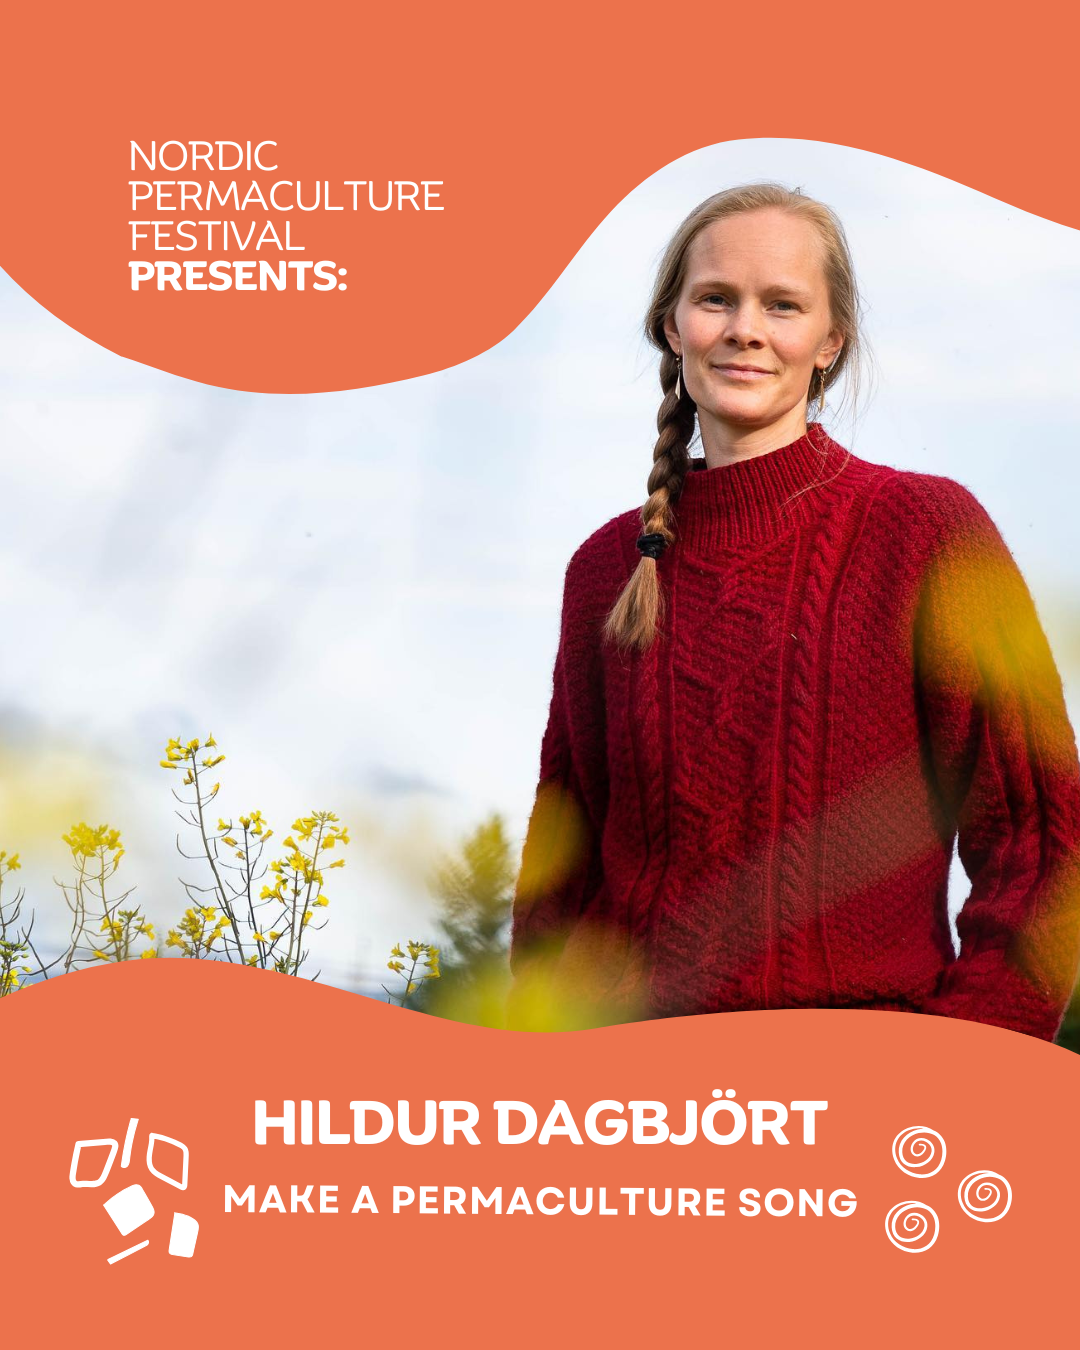 NORDIC
PERMACULTURE
FESTIVAL
PRESENTS:
HILDUR DAGBJÖRT
MAKE A PERMACULTURE SONG